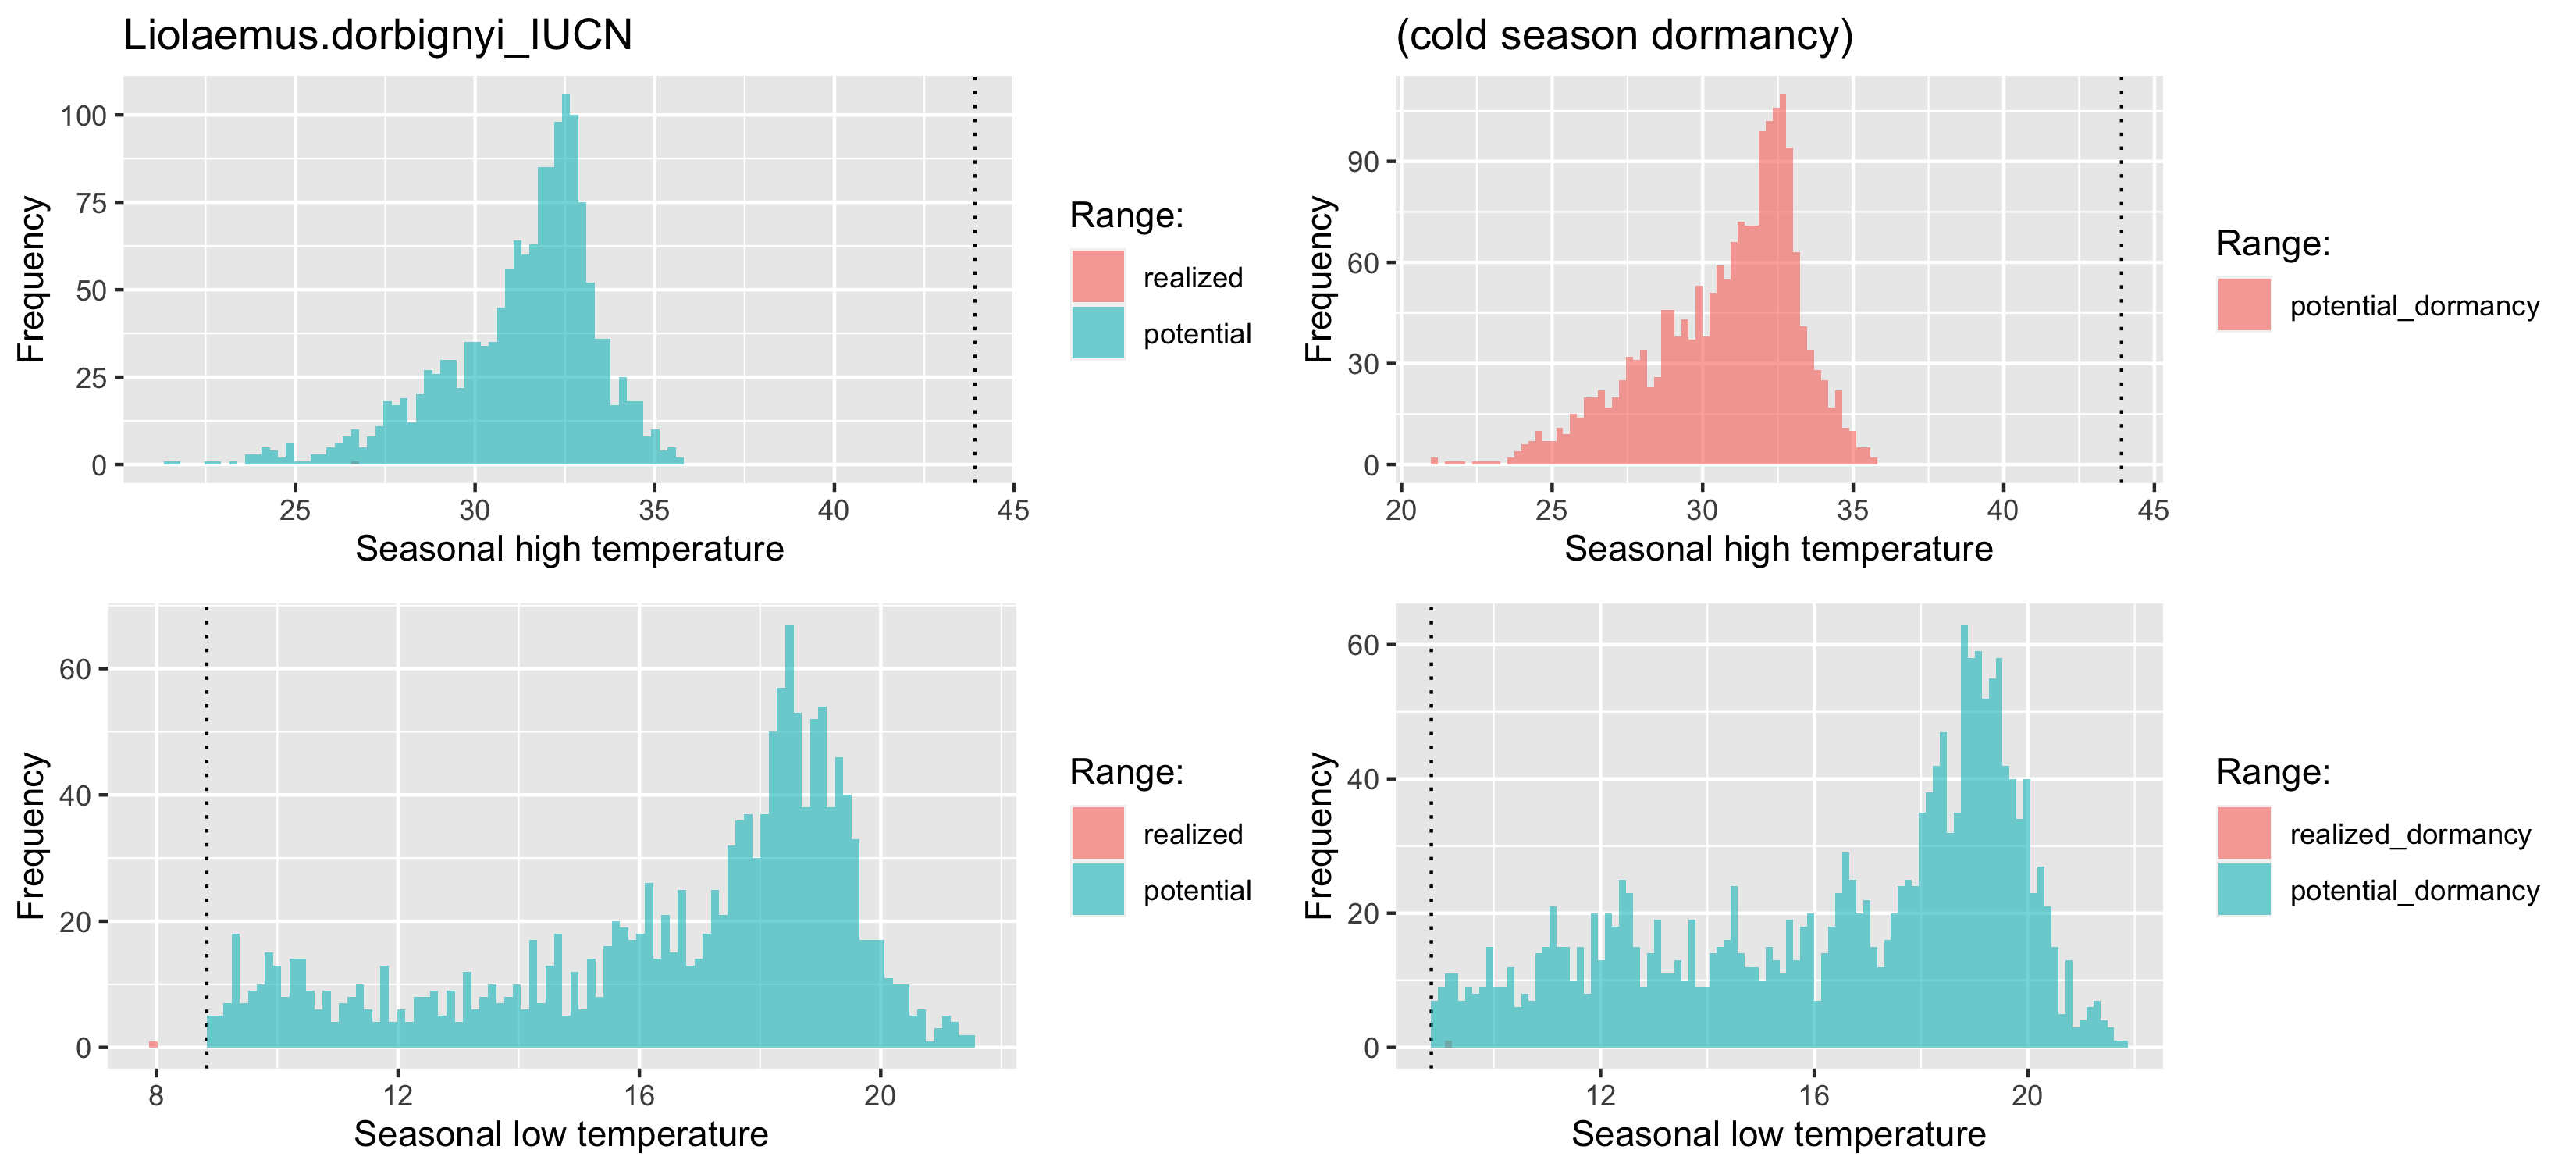 Liolaemus.dorbignyi_IUCN
Frequency
100
75
50
25
0
25 30 35 40 45
Seasonal high temperature
Range:
realized
potential
(cold season dormancy)
Frequency
90
60
30
0
20 25 30 35 40 45
Seasonal high temperature
Range:
potential_dormancy
Frequency
60
40
20
0
8 12 16 20
Seasonal low temperature
Range:
realized
potential
Frequency
60
40
20
0
12 16 20
Seasonal low temperature
Range:
realized_dormancy
potential_dormancy